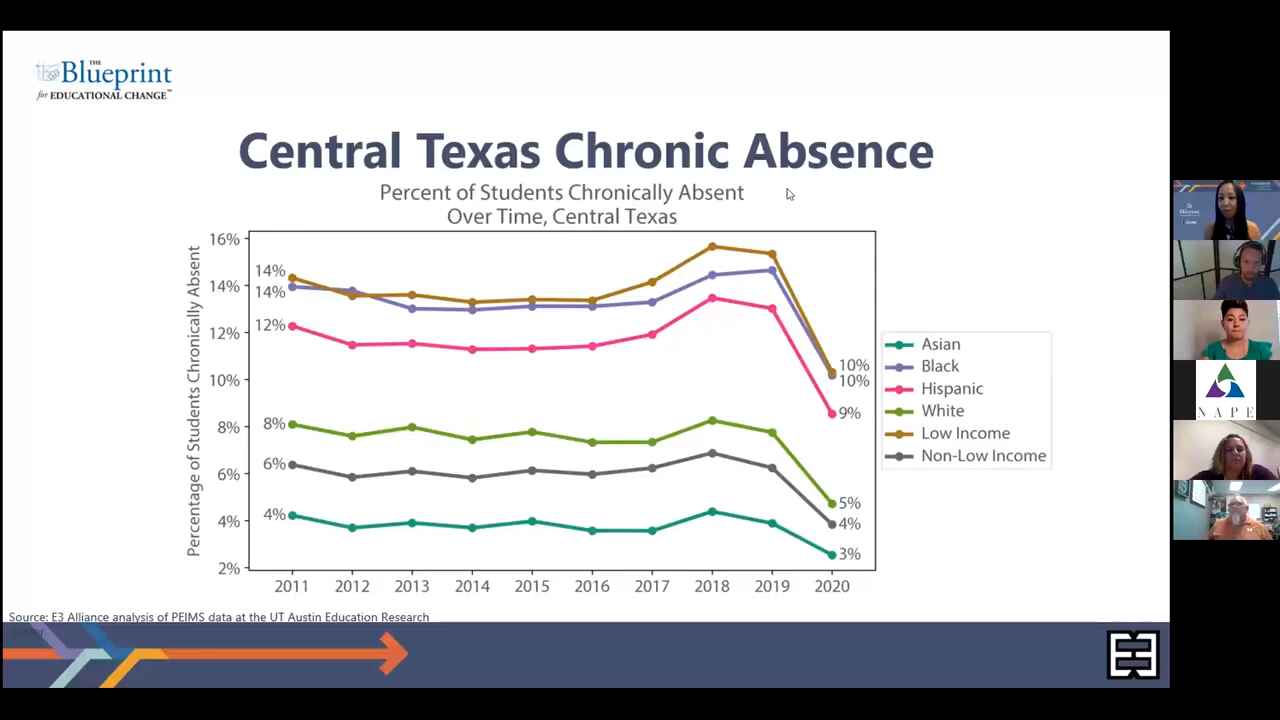 THE
Blueprint
for EDUCATIONAL CHANGE™
Central Texas Chronic Absence
Percent of Students Chronically Absent
Over Time, Central Texas
Percentage of Students Chronically Absent
16%
14%
12%
10%
8%
6%
4%
2%
14%
14%
12%
8%
6%
4%
10%
10%
9%
5%
4%
3%
2011 2012 2013 2014 2015 2016 2017 2018 2019 2020
Asian
Black
Hispanic
White
Low Income
Non-Low Income
Source: E3 Alliance analysis of PEIMS data at the UT Austin Education Research
Blueprint
NAPE